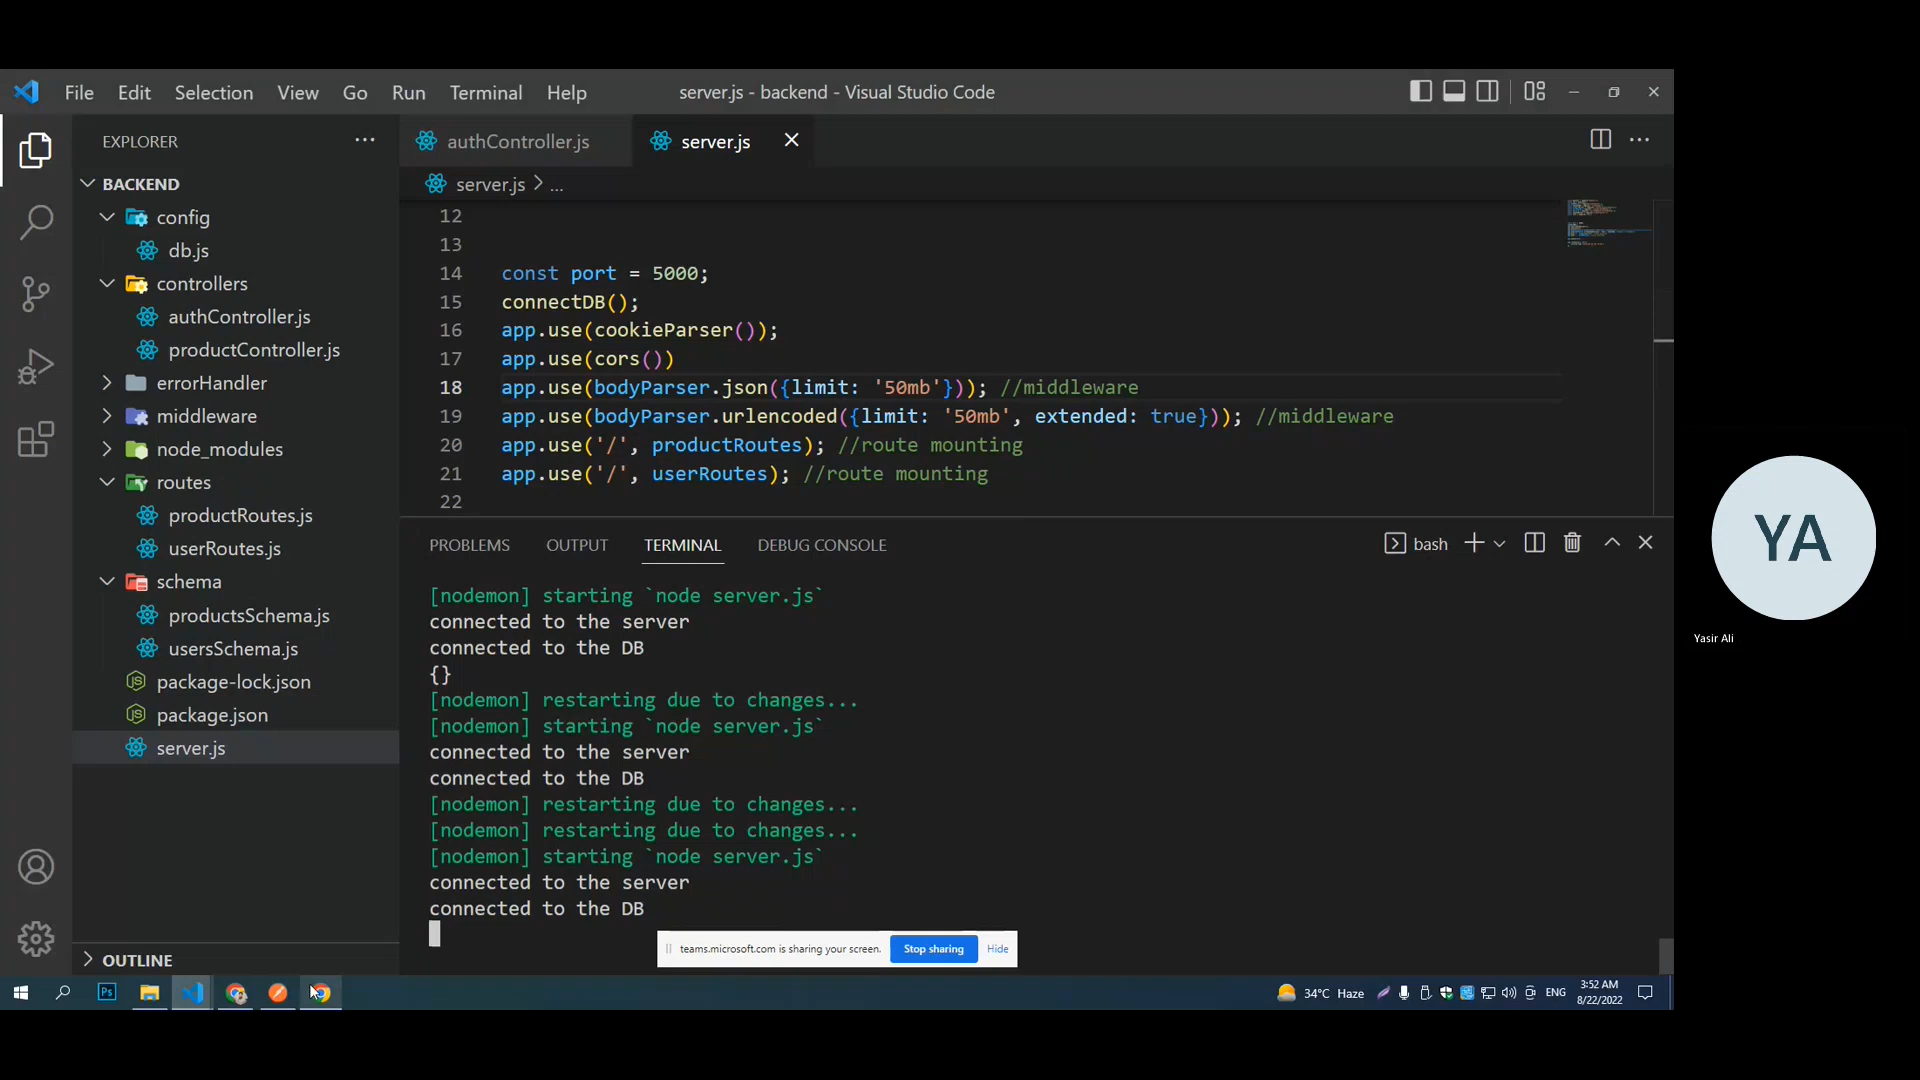 File Edit Selection View Go Run Terminal Help server.js - backend - Visual Studio Code
EXPLORER
BACKEND
config
db.js
controllers
authController.js
productController.js
errorHandler
middleware
node_modules
routes
productRoutes.js
userRoutes.js
schema
productsSchema.js
usersSchema.js
package-lock.json
package.json
server.js
OUTLINE
authController.js server.js
server.js > ...
12
13
14 const port = 5000;
15 connectDB();
16 app.use(cookieParser());
17 app.use(cors())
18 app.use(bodyParser.json({limit: '50mb'})); //middleware
19 app.use(bodyParser.urlencoded({limit: '50mb', extended: true})); //middleware
20 app.use('/', productRoutes); //route mounting
21 app.use('/', userRoutes); //route mounting
22
PROBLEMS OUTPUT TERMINAL DEBUG CONSOLE bash
[nodemon] starting `node server.js`
connected to the server
connected to the DB
{}
[nodemon] restarting due to changes...
[nodemon] starting `node server.js`
connected to the server
connected to the DB
[nodemon] restarting due to changes...
[nodemon] restarting due to changes...
[nodemon] starting `node server.js`
connected to the server
connected to the DB
teams.microsoft.com is sharing your screen. Stop sharing Hide
Ps
34°C Haze ENG
3:52 AM
8/22/2022
YA
Yasir Ali